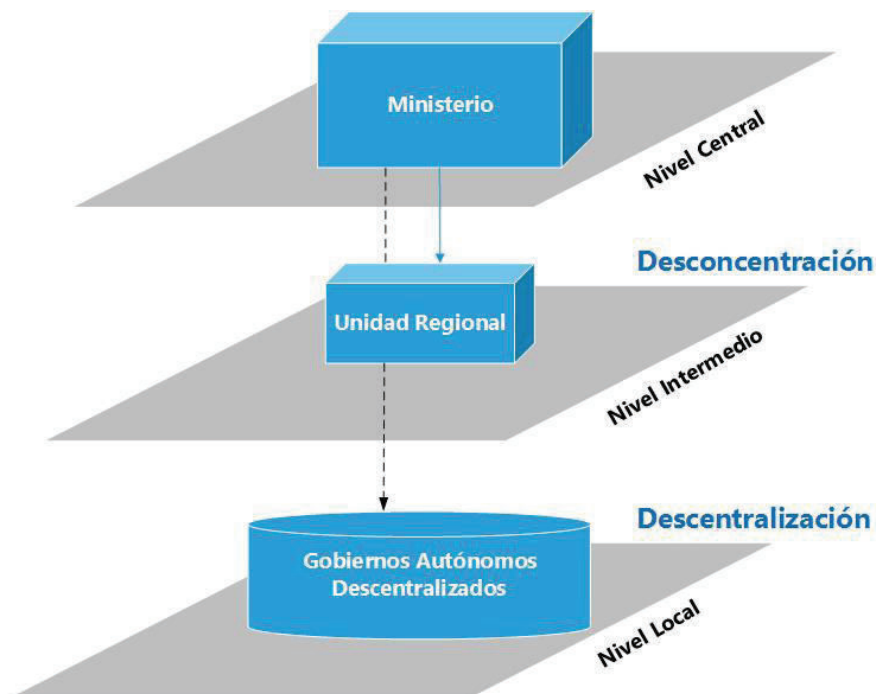 Ministerio
Nivel Central
Desconcentración
Unidad Regional
Nivel Intermedio
Descentralización
Gobiernos Autónomos
Descentralizados
Nivel Local